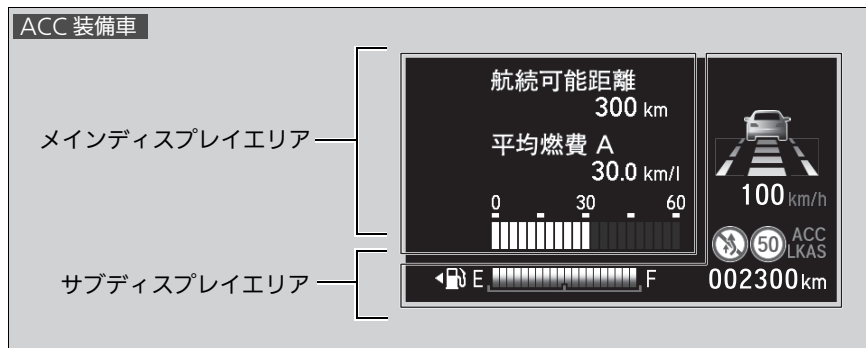 ACC 装備車
メインディスプレイエリア
サブディスプレイエリア
航続可能距離
300 km
平均燃費 A
30.0 km/l
0 30 60
100 km/h
50 ACC
LKAS
E F
002300 km